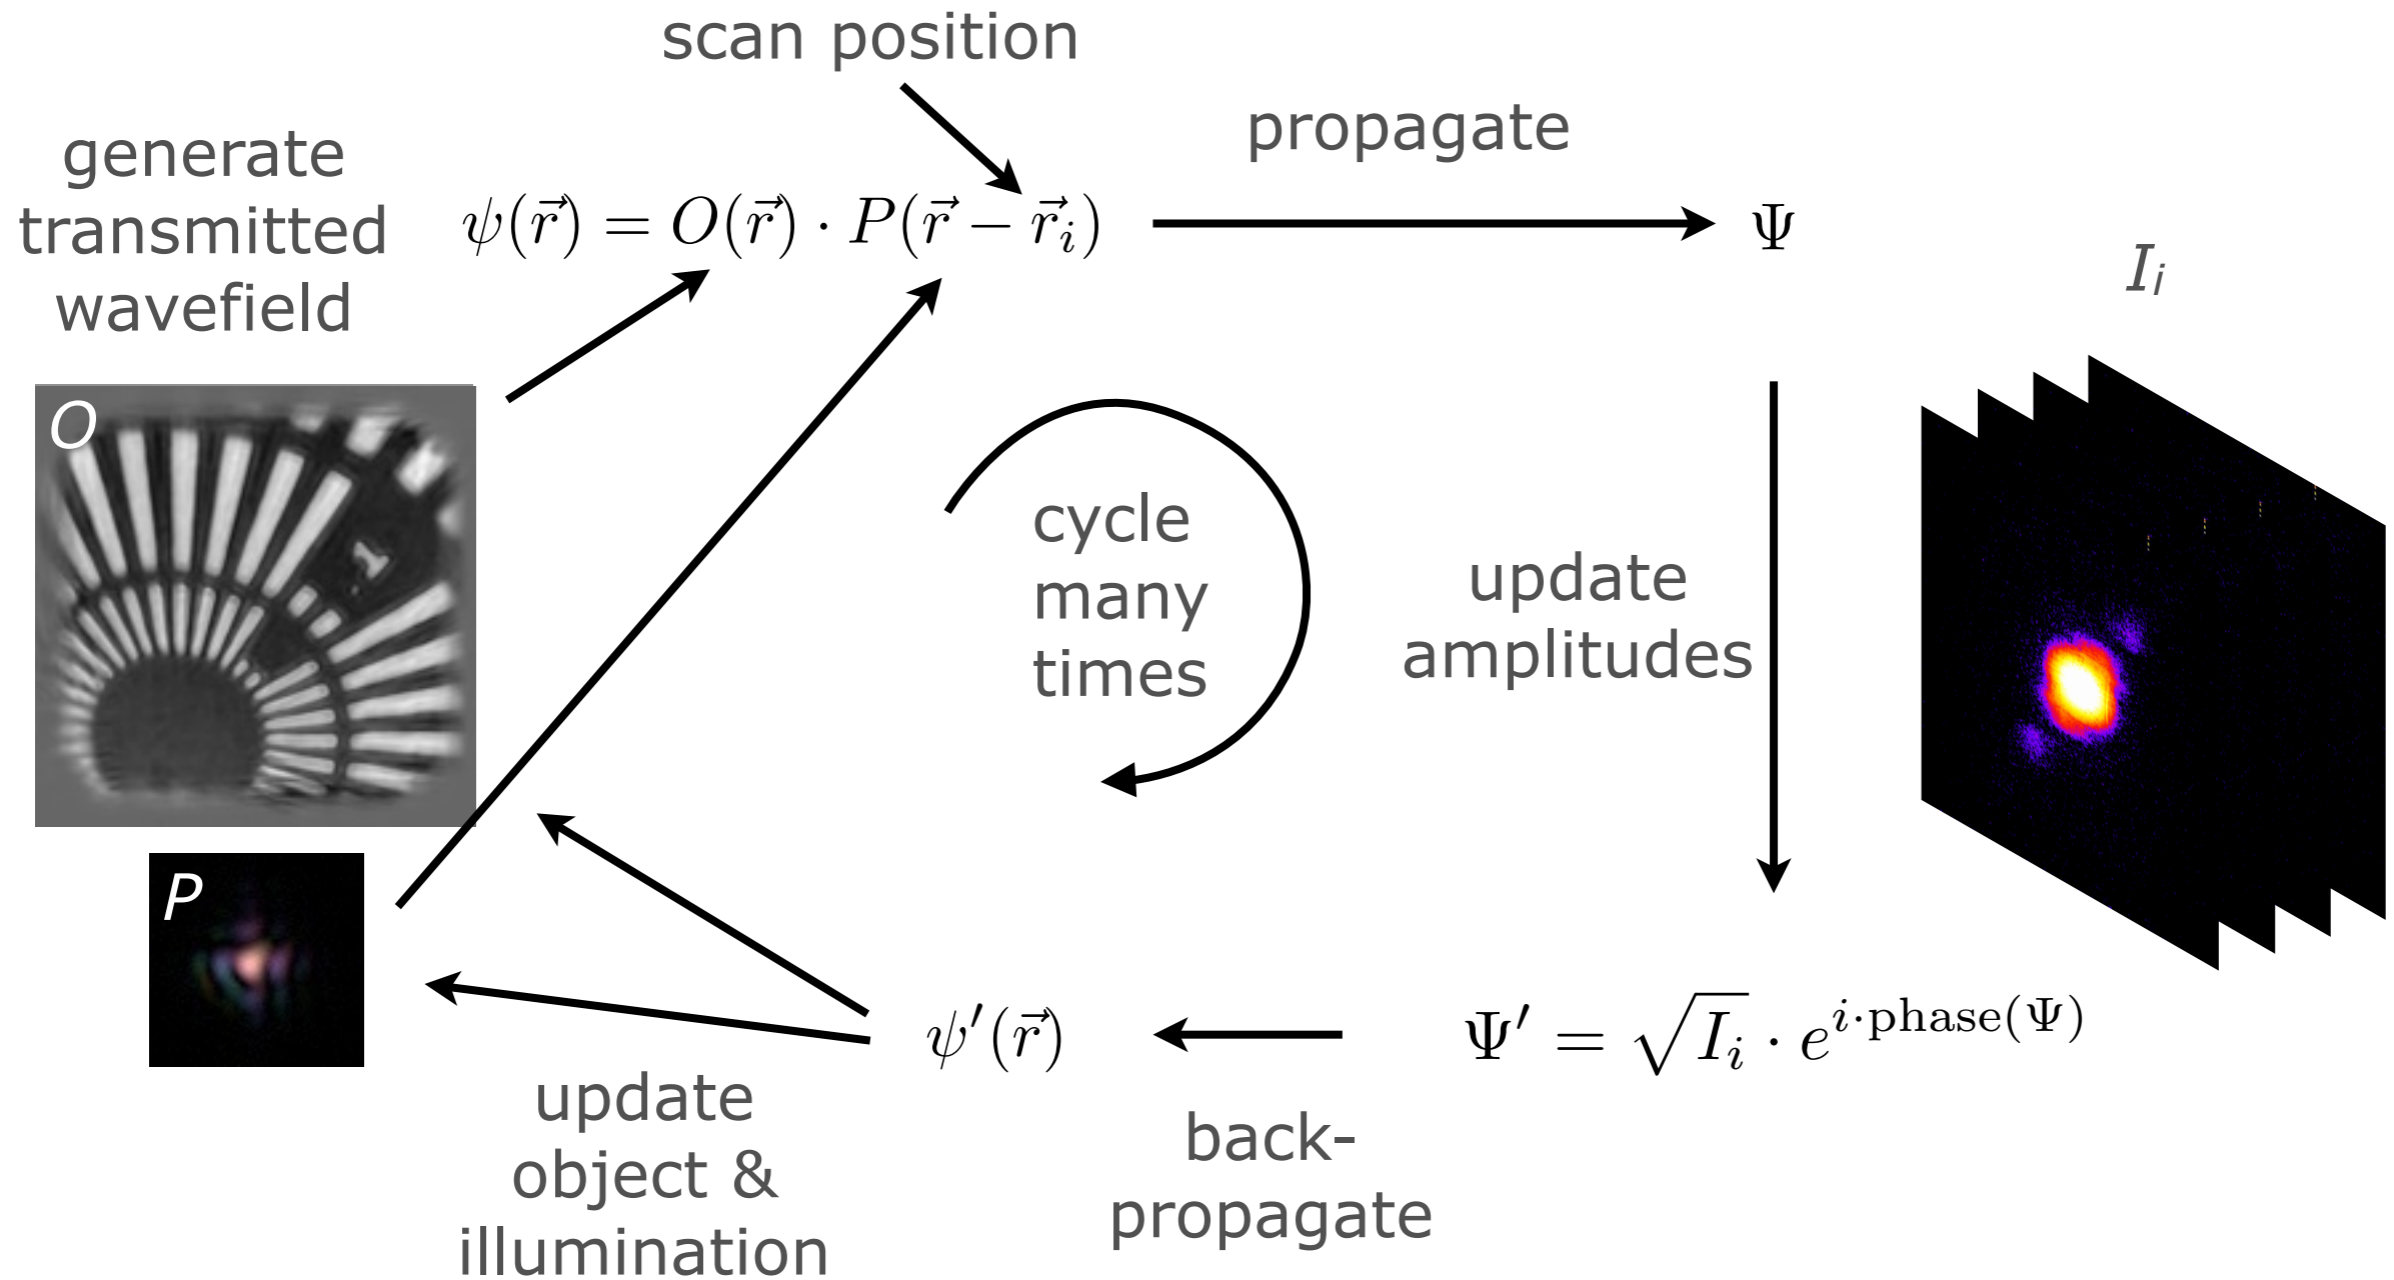 scan position
propagate
generate
transmitted
wavefield
ψ(r⃗) = O(r⃗) · P(r⃗ − r⃗ᵢ)
Ψ
Iᵢ
O
1
cycle
many
times
update
amplitudes
P
ψ′(r⃗)
Ψ′ = √Iᵢ · e^{i·phase(Ψ)}
update
object &
illumination
back-
propagate